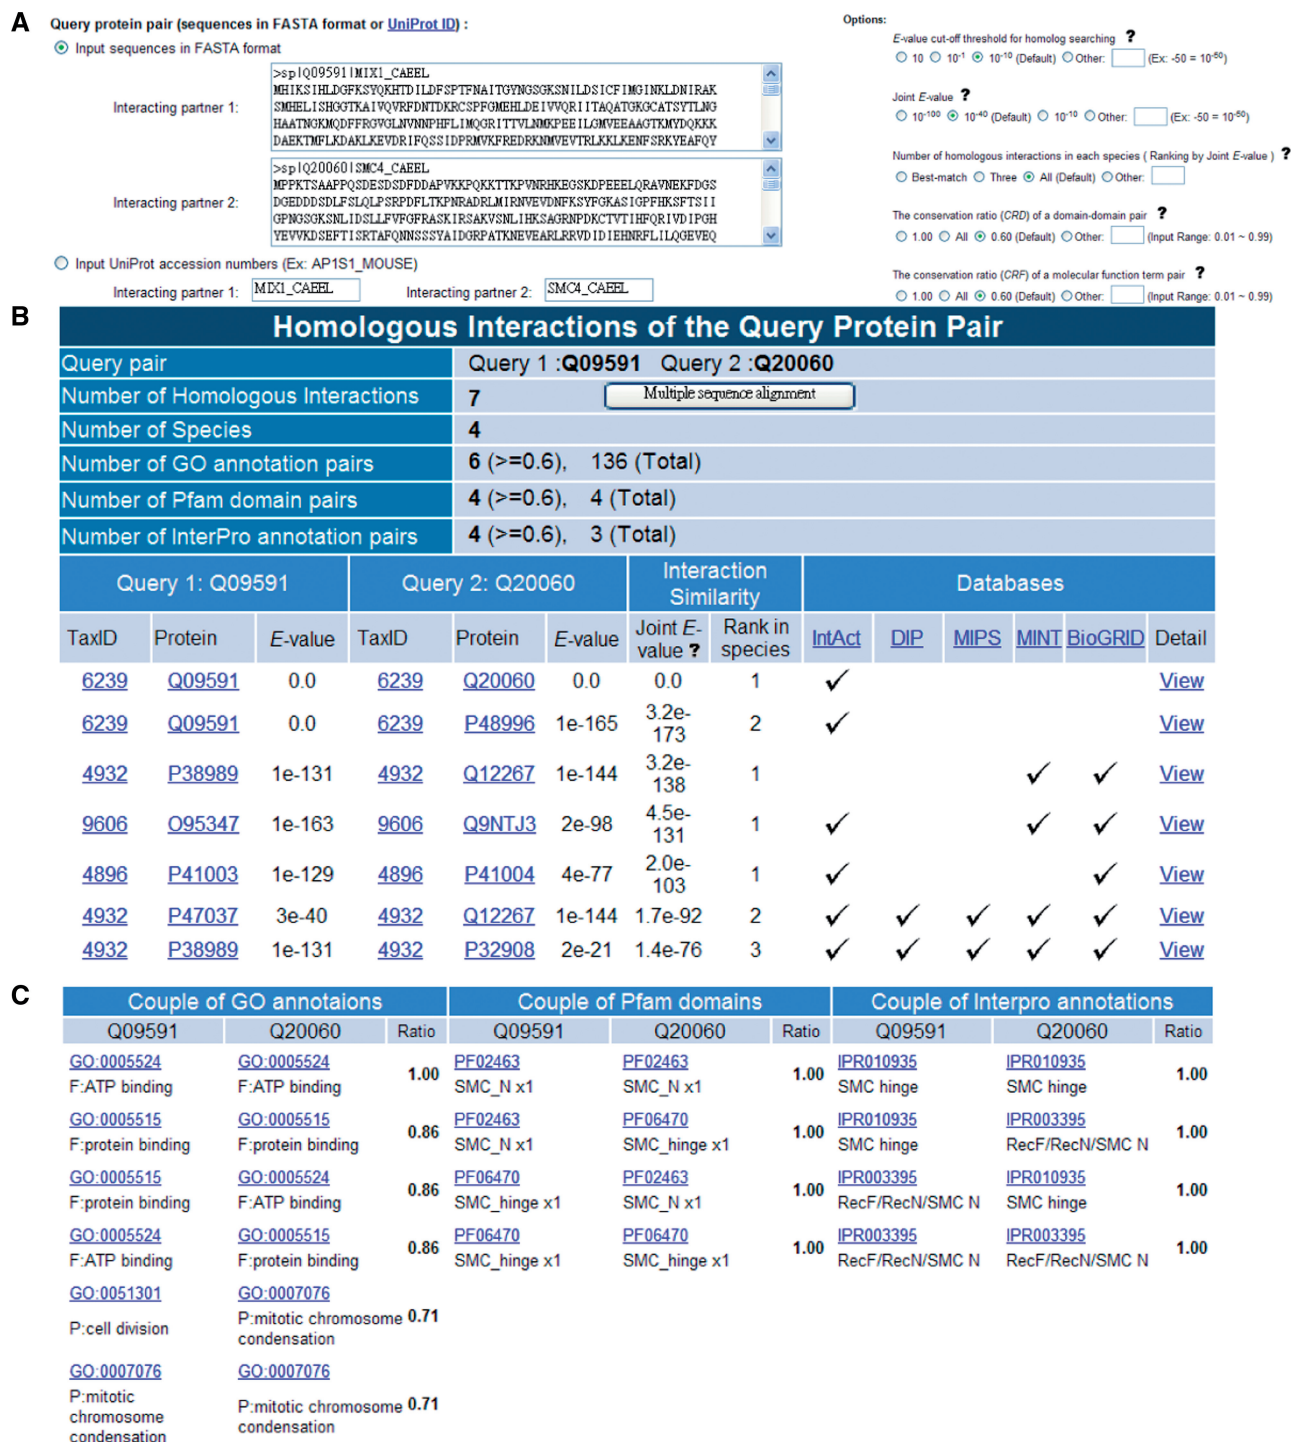 A
Query protein pair (sequences in FASTA format or UniProt ID) :
Input sequences in FASTA format
Interacting partner 1:
>sp|Q09591|MIX1_CAEEL
MHIKSIHLDGFKSYQKHTDILDFSPTFNAITGYNGSGKSNILDSICFIMGINKLDNIRAK
SMHELISHGGTKAIVQVRFDNTDKRCSPFGMEHLDEIVVQRIITAQATGKGCATSYTLNG
HAATNGKMQDFFRGVGLNVNNPHFLIMQGRITTVLNMKPEEILGMVEEAAGTKMYDQKKK
DAEKTMFLKDAKLKEVDRIFQSSIDPRMVKFREDRKNMVEVTRLKKLKENFSRKYEAFQY
Interacting partner 2:
>sp|Q20060|SMC4_CAEEL
MPPKTSAAPPQSDESDSDFDDAPVKKPQKKTTKPVNRHKEGSKDPEEELQRAVNEKFDGS
DGEDDDSDLFSLQLPSRPDFLTKPNRADRLMIRNVEVDNFKSYFGKASIGPFHKSFTSII
GPNGSGKSNLIDSLLFVFGFRASKIRSAKVSNLIHKSAGRNPDKCTVTIHFQRIVDIPGH
YEVVKDSEFTISRTAFQNNSSSYAIDGRPATKNEVEARLRRVDIDIEHNRFLILQGEVEQ
Input UniProt accession numbers (Ex: AP1S1_MOUSE)
Interacting partner 1: MIX1_CAEEL Interacting partner 2: SMC4_CAEEL
Options:
E-value cut-off threshold for homolog searching ?
10 10-1 10-10 (Default) Other: (Ex: -50 = 10-50)
Joint E-value ?
10-100 10-40 (Default) 10-10 Other: (Ex: -50 = 10-50)
Number of homologous interactions in each species ( Ranking by Joint E-value ) ?
Best-match Three All (Default) Other:
The conservation ratio (CRD) of a domain-domain pair ?
1.00 All 0.60 (Default) Other: (Input Range: 0.01 ~ 0.99)
The conservation ratio (CRF) of a molecular function term pair ?
1.00 All 0.60 (Default) Other: (Input Range: 0.01 ~ 0.99)
B
Homologous Interactions of the Query Protein Pair
Query pair Query 1 :Q09591 Query 2 :Q20060
Number of Homologous Interactions 7 Multiple sequence alignment
Number of Species 4
Number of GO annotation pairs 6 (>=0.6), 136 (Total)
Number of Pfam domain pairs 4 (>=0.6), 4 (Total)
Number of InterPro annotation pairs 4 (>=0.6), 3 (Total)
Query 1: Q09591 Query 2: Q20060 Interaction Similarity Databases
TaxID Protein E-value TaxID Protein E-value Joint E-value ? Rank in species IntAct DIP MIPS MINT BioGRID Detail
6239 Q09591 0.0 6239 Q20060 0.0 0.0 1 ✓ View
6239 Q09591 0.0 6239 P48996 1e-165 3.2e-173 2 ✓ View
4932 P38989 1e-131 4932 Q12267 1e-144 3.2e-138 1 ✓ ✓ View
9606 O95347 1e-163 9606 Q9NTJ3 2e-98 4.5e-131 1 ✓ ✓ ✓ View
4896 P41003 1e-129 4896 P41004 4e-77 2.0e-103 1 ✓ ✓ View
4932 P47037 3e-40 4932 Q12267 1e-144 1.7e-92 2 ✓ ✓ ✓ ✓ ✓ View
4932 P38989 1e-131 4932 P32908 2e-21 1.4e-76 3 ✓ ✓ ✓ ✓ ✓ View
C
Couple of GO annotaions Couple of Pfam domains Couple of Interpro annotations
Q09591 Q20060 Ratio Q09591 Q20060 Ratio Q09591 Q20060 Ratio
GO:0005524 GO:0005524 PF02463 PF02463 IPR010935 IPR010935
F:ATP binding F:ATP binding 1.00 SMC_N x1 SMC_N x1 1.00 SMC hinge SMC hinge 1.00
GO:0005515 GO:0005515 PF02463 PF06470 IPR010935 IPR003395
F:protein binding F:protein binding 0.86 SMC_N x1 SMC_hinge x1 1.00 SMC hinge RecF/RecN/SMC N 1.00
GO:0005515 GO:0005524 PF06470 PF02463 IPR003395 IPR010935
F:protein binding F:ATP binding 0.86 SMC_hinge x1 SMC_N x1 1.00 RecF/RecN/SMC N SMC hinge 1.00
GO:0005524 GO:0005515 PF06470 PF06470 IPR003395 IPR003395
F:ATP binding F:protein binding 0.86 SMC_hinge x1 SMC_hinge x1 1.00 RecF/RecN/SMC N RecF/RecN/SMC N 1.00
GO:0051301 GO:0007076
P:cell division P:mitotic chromosome condensation 0.71
GO:0007076 GO:0007076
P:mitotic chromosome condensation P:mitotic chromosome condensation 0.71